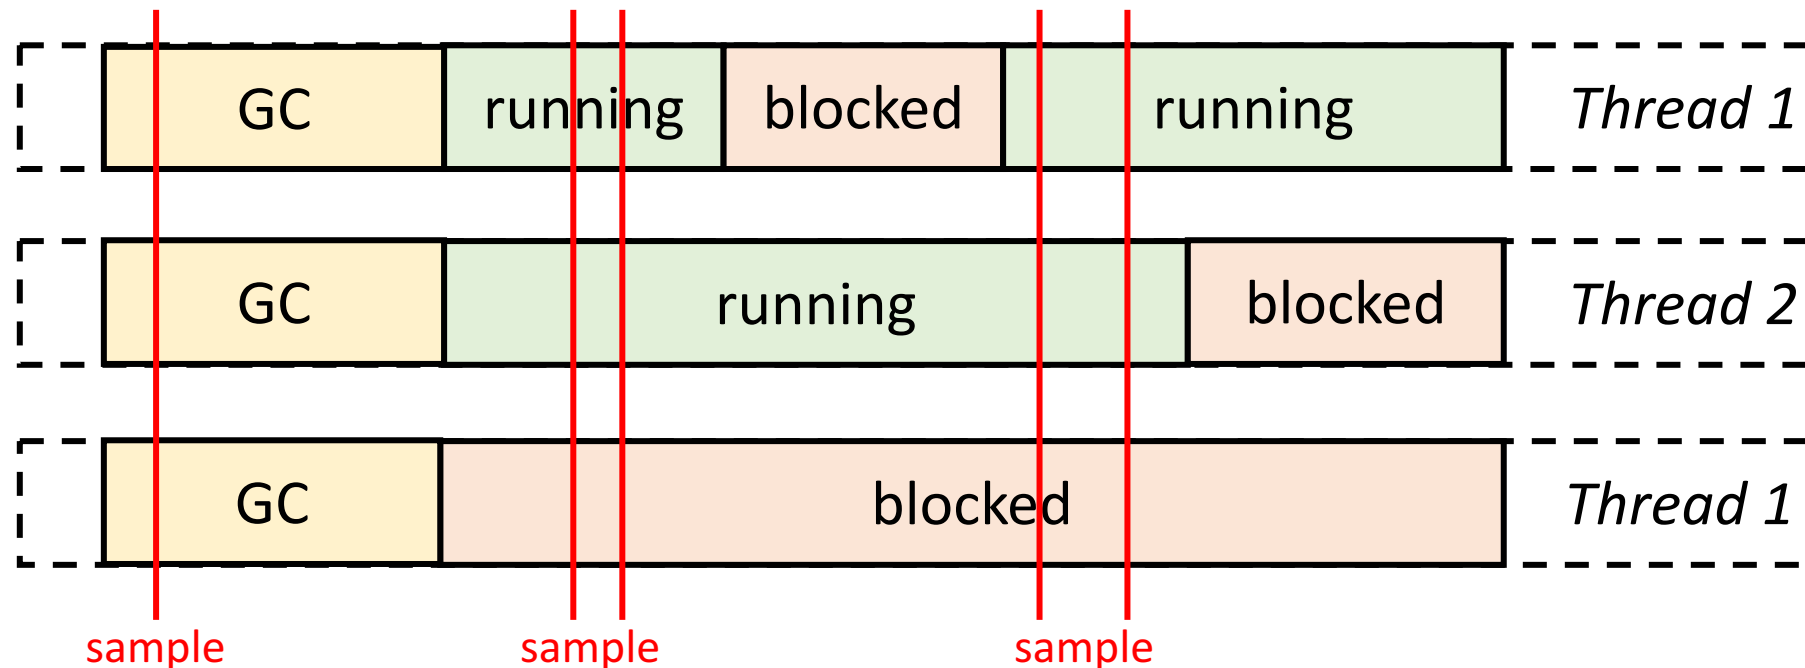 GC running blocked running Thread 1
GC running blocked Thread 2
GC blocked Thread 1
sample sample sample